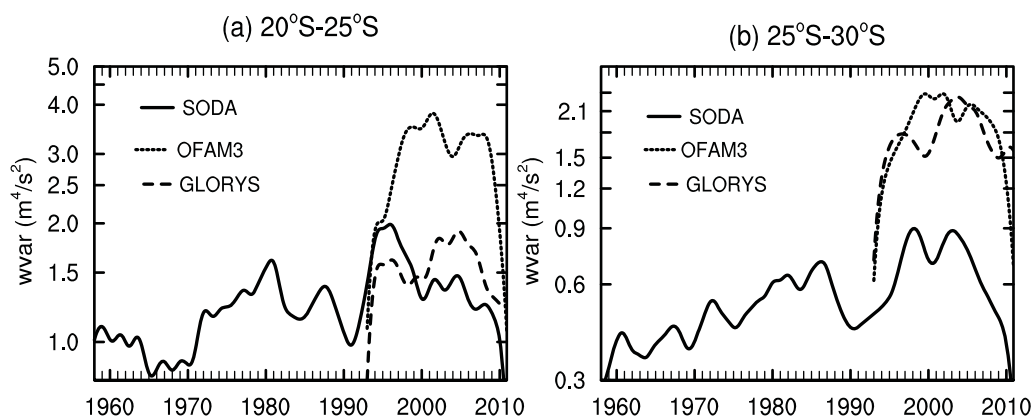 (a) 20°S-25°S
wvar (m⁴/s²)
5.0
4.0
3.0
2.5
2.0
1.5
1.0
SODA
OFAM3
GLORYS
1960 1970 1980 1990 2000 2010
(b) 25°S-30°S
wvar (m⁴/s²)
2.1
1.5
1.2
0.9
0.6
0.3
SODA
OFAM3
GLORYS
1960 1970 1980 1990 2000 2010